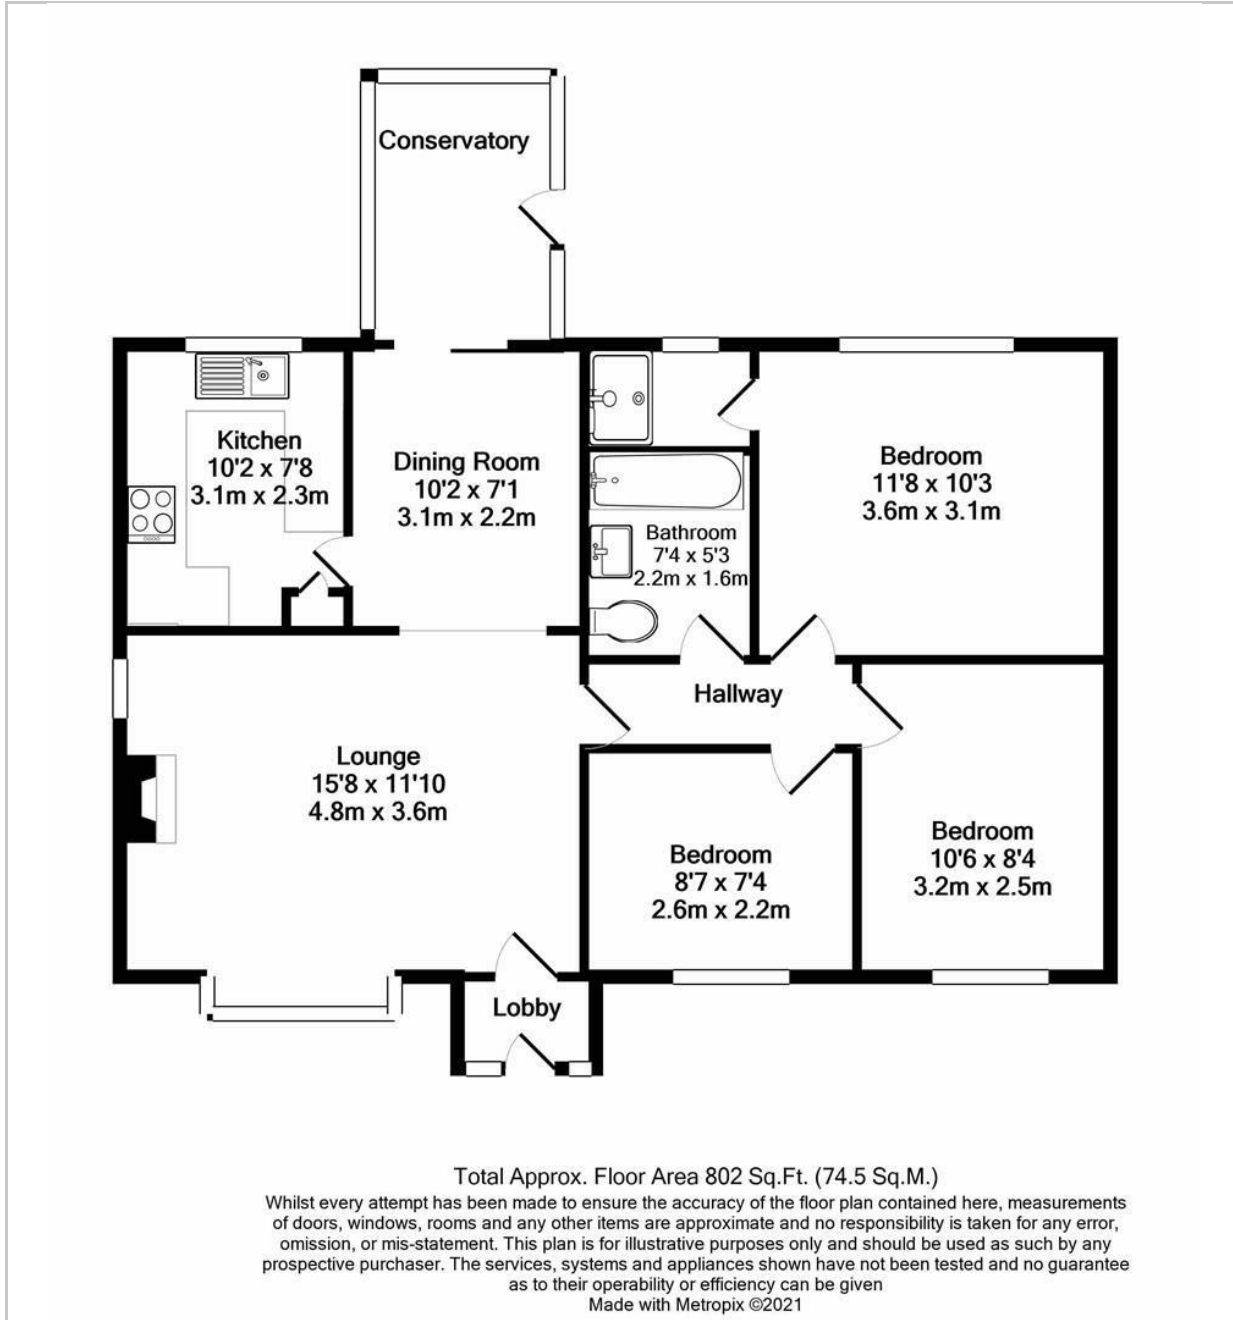 Conservatory
Kitchen
10'2 x 7'8
3.1m x 2.3m
Dining Room
10'2 x 7'1
3.1m x 2.2m
Bedroom
11'8 x 10'3
3.6m x 3.1m
Bathroom
7'4 x 5'3
2.2m x 1.6m
Hallway
Lounge
15'8 x 11'10
4.8m x 3.6m
Bedroom
8'7 x 7'4
2.6m x 2.2m
Bedroom
10'6 x 8'4
3.2m x 2.5m
Lobby
Total Approx. Floor Area 802 Sq.Ft. (74.5 Sq.M.)
Whilst every attempt has been made to ensure the accuracy of the floor plan contained here, measurements
of doors, windows, rooms and any other items are approximate and no responsibility is taken for any error,
omission, or mis-statement. This plan is for illustrative purposes only and should be used as such by any
prospective purchaser. The services, systems and appliances shown have not been tested and no guarantee
as to their operability or efficiency can be given
Made with Metropix ©2021